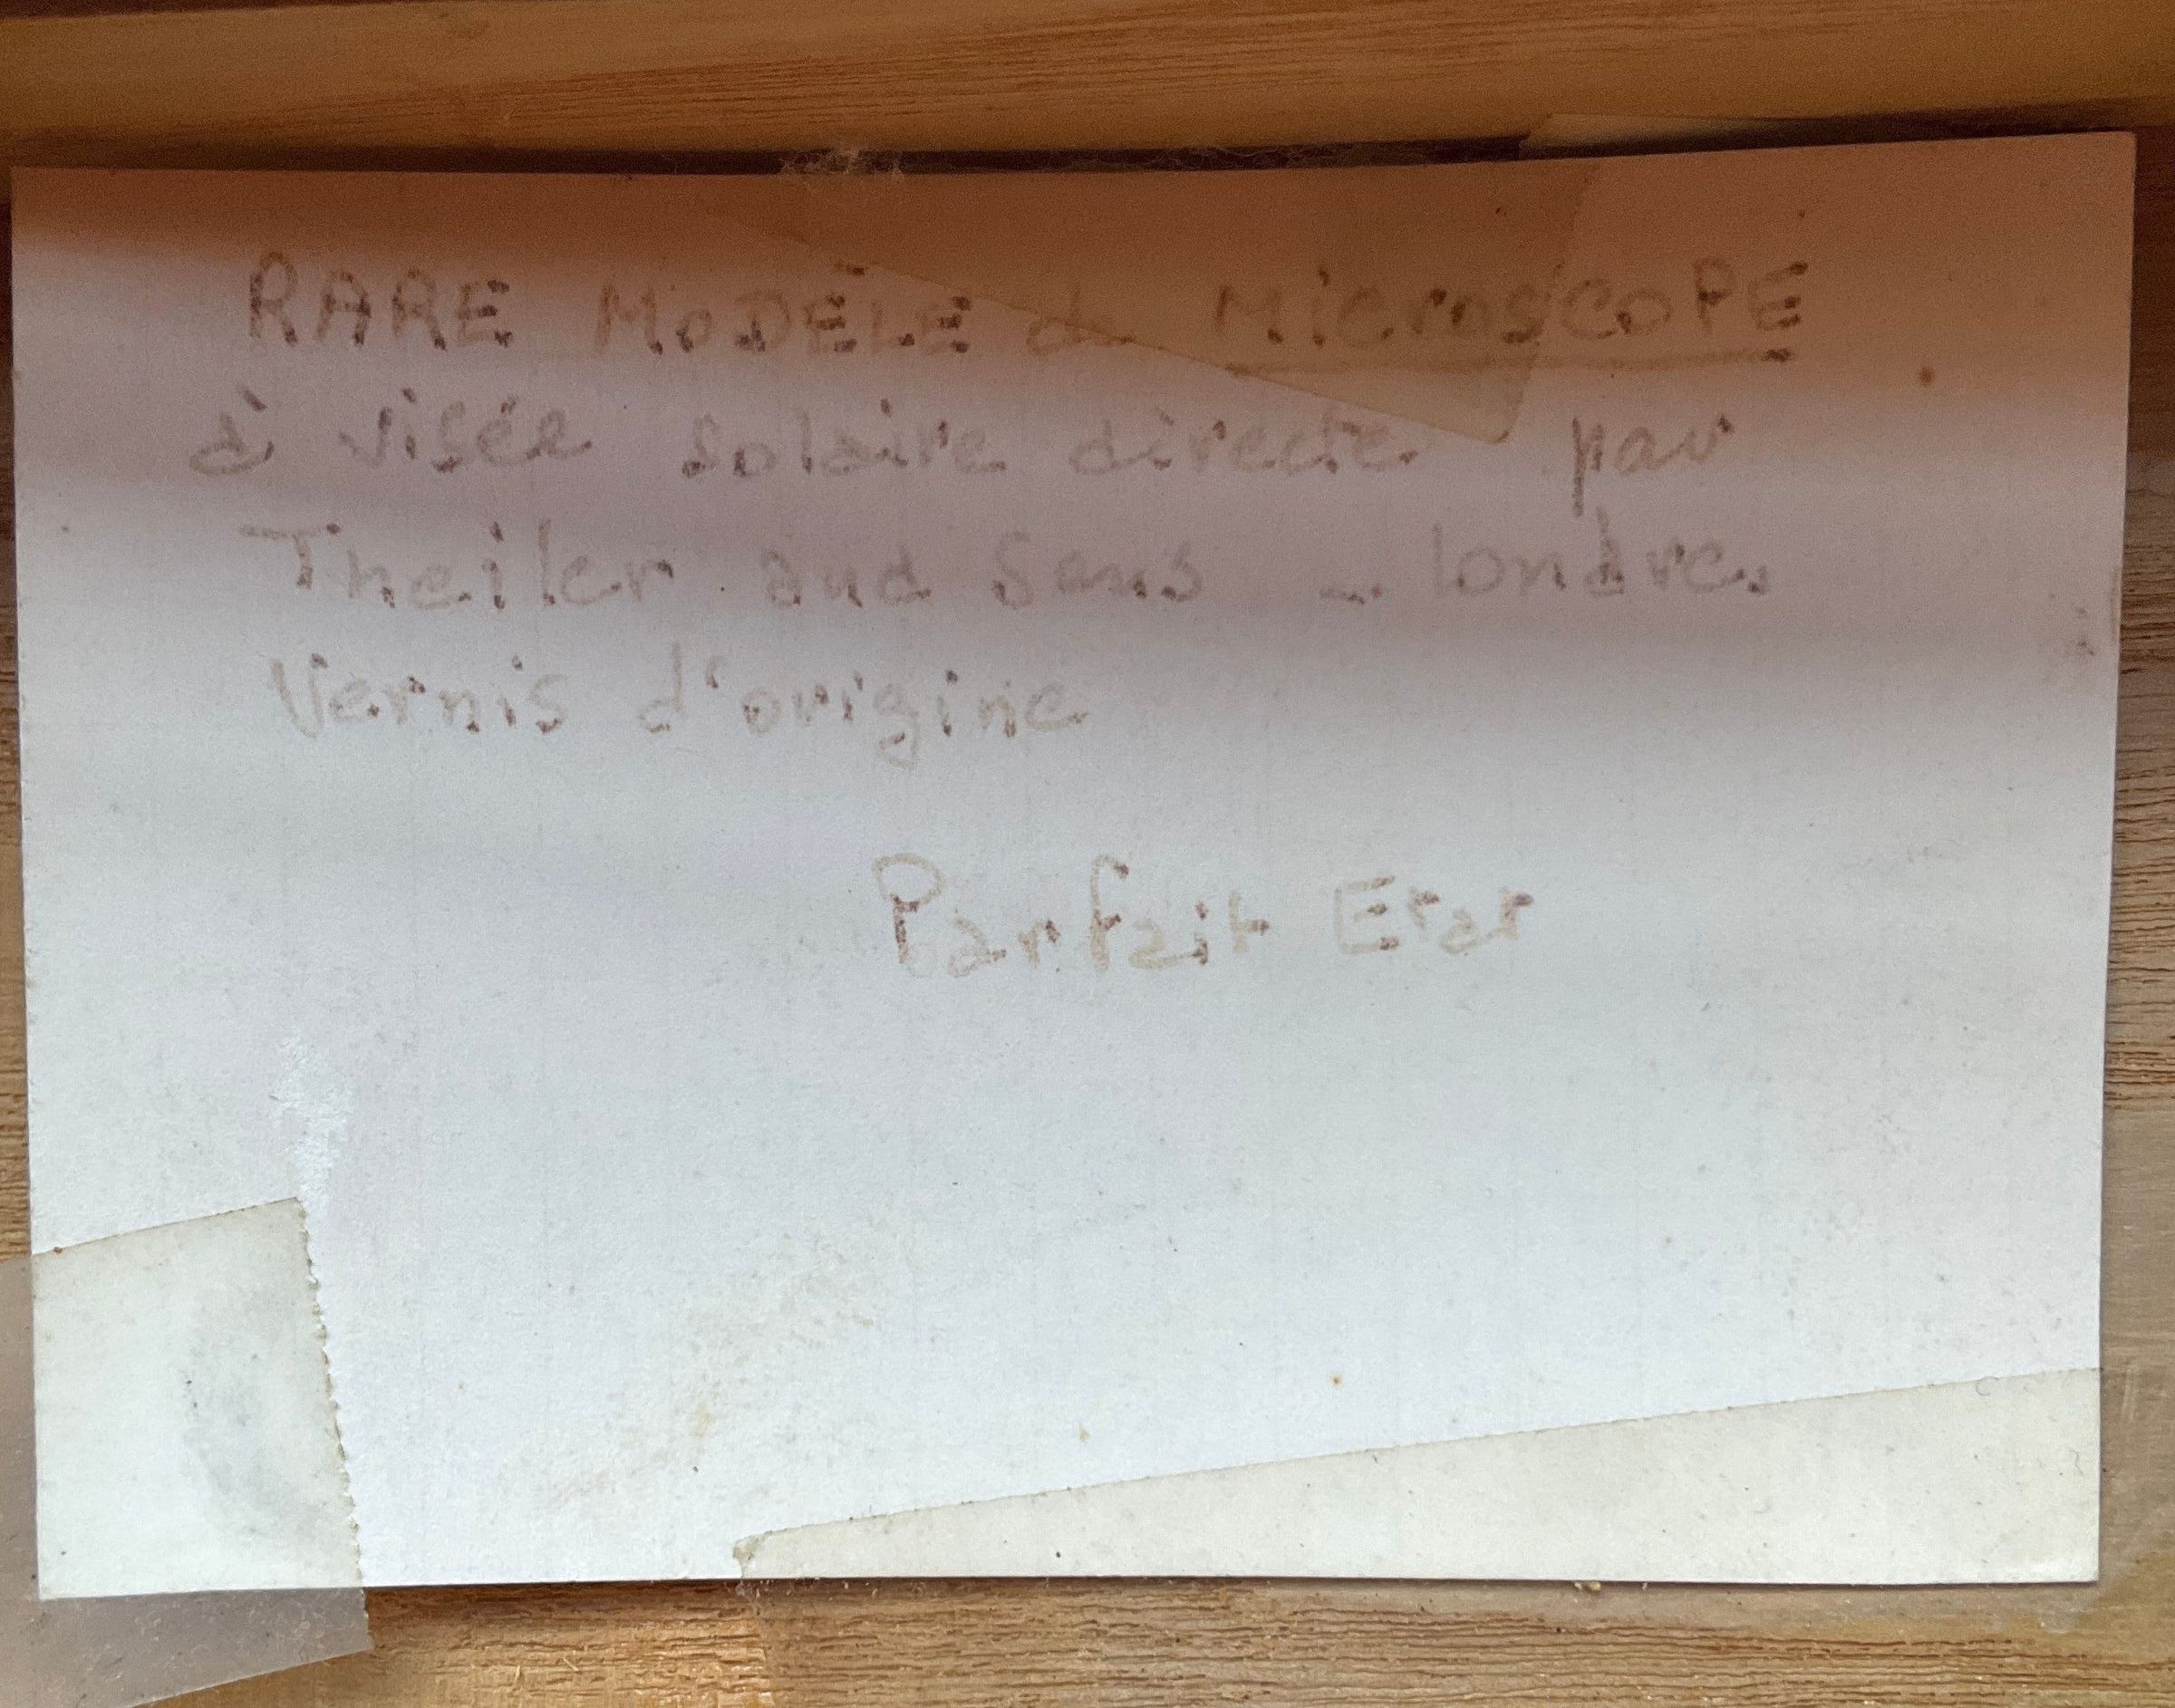 RARE MODÈLE de MicroscoPE
à visée solaire directe par
Theiler and Sons - londres
Vernis d'origine
Parfait Etat